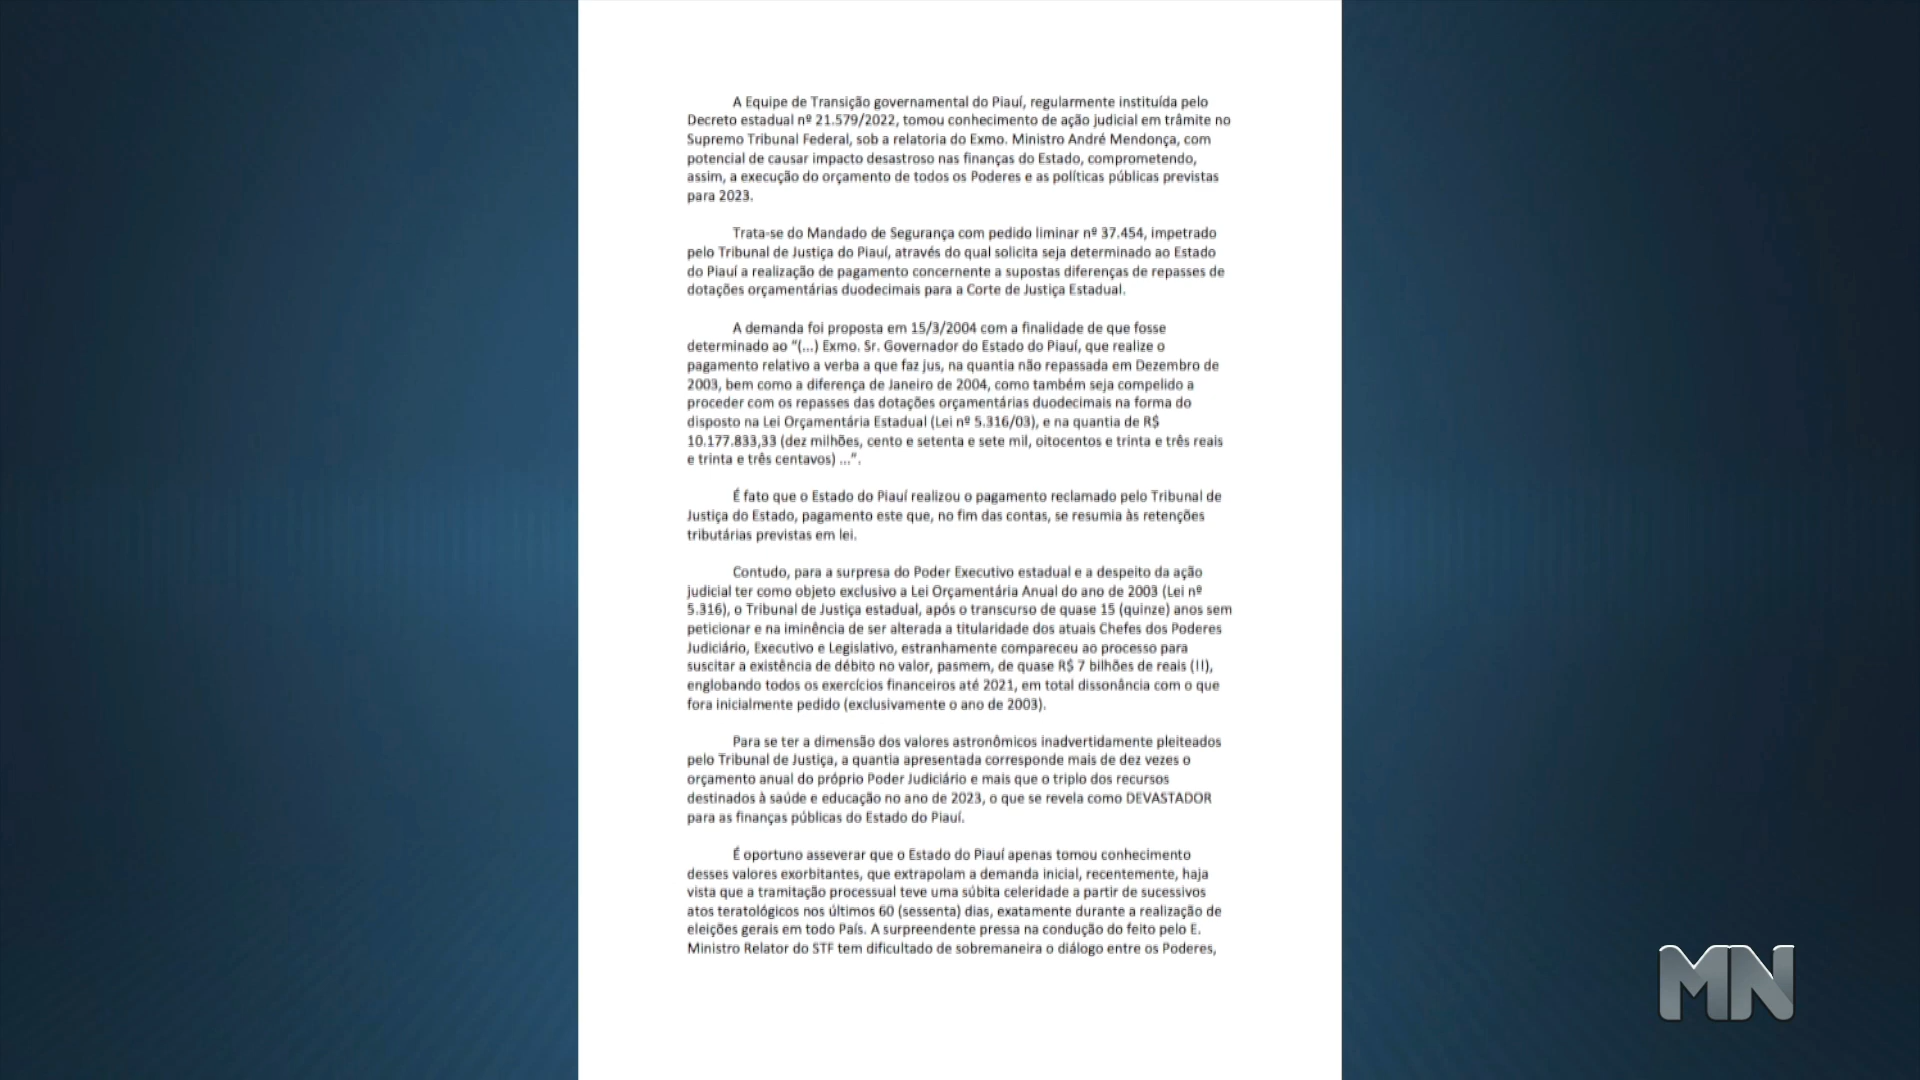 A Equipe de Transição governamental do Piauí, regularmente instituída pelo
Decreto estadual nº 21.579/2022, tomou conhecimento de ação judicial em trâmite no
Supremo Tribunal Federal, sob a relatoria do Exmo. Ministro André Mendonça, com
potencial de causar impacto desastroso nas finanças do Estado, comprometendo,
assim, a execução do orçamento de todos os Poderes e as políticas públicas previstas
para 2023.
Trata-se do Mandado de Segurança com pedido liminar nº 37.454, impetrado
pelo Tribunal de Justiça do Piauí, através do qual solicita seja determinado ao Estado
do Piauí a realização de pagamento concernente a supostas diferenças de repasses de
dotações orçamentárias duodecimais para a Corte de Justiça Estadual.
A demanda foi proposta em 15/3/2004 com a finalidade de que fosse
determinado ao "(...) Exmo. Sr. Governador do Estado do Piauí, que realize o
pagamento relativo a verba a que faz jus, na quantia não repassada em Dezembro de
2003, bem como a diferença de Janeiro de 2004, como também seja compelido a
proceder com os repasses das dotações orçamentárias duodecimais na forma do
disposto na Lei Orçamentária Estadual (Lei nº 5.316/03), e na quantia de R$
10.177.833,33 (dez milhões, cento e setenta e sete mil, oitocentos e trinta e três reais
e trinta e três centavos) ...".
É fato que o Estado do Piauí realizou o pagamento reclamado pelo Tribunal de
Justiça do Estado, pagamento este que, no fim das contas, se resumia às retenções
tributárias previstas em lei.
Contudo, para a surpresa do Poder Executivo estadual e a despeito da ação
judicial ter como objeto exclusivo a Lei Orçamentária Anual do ano de 2003 (Lei nº
5.316), o Tribunal de Justiça estadual, após o transcurso de quase 15 (quinze) anos sem
peticionar e na iminência de ser alterada a titularidade dos atuais Chefes dos Poderes
Judiciário, Executivo e Legislativo, estranhamente compareceu ao processo para
suscitar a existência de débito no valor, pasmem, de quase R$ 7 bilhões de reais (!!),
englobando todos os exercícios financeiros até 2021, em total dissonância com o que
fora inicialmente pedido (exclusivamente o ano de 2003).
Para se ter a dimensão dos valores astronômicos inadvertidamente pleiteados
pelo Tribunal de Justiça, a quantia apresentada corresponde mais de dez vezes o
orçamento anual do próprio Poder Judiciário e mais que o triplo dos recursos
destinados à saúde e educação no ano de 2023, o que se revela como DEVASTADOR
para as finanças públicas do Estado do Piauí.
É oportuno asseverar que o Estado do Piauí apenas tomou conhecimento
desses valores exorbitantes, que extrapolam a demanda inicial, recentemente, haja
vista que a tramitação processual teve uma súbita celeridade a partir de sucessivos
atos teratológicos nos últimos 60 (sessenta) dias, exatamente durante a realização de
eleições gerais em todo País. A surpreendente pressa na condução do feito pelo E.
Ministro Relator do STF tem dificultado de sobremaneira o diálogo entre os Poderes,
MN